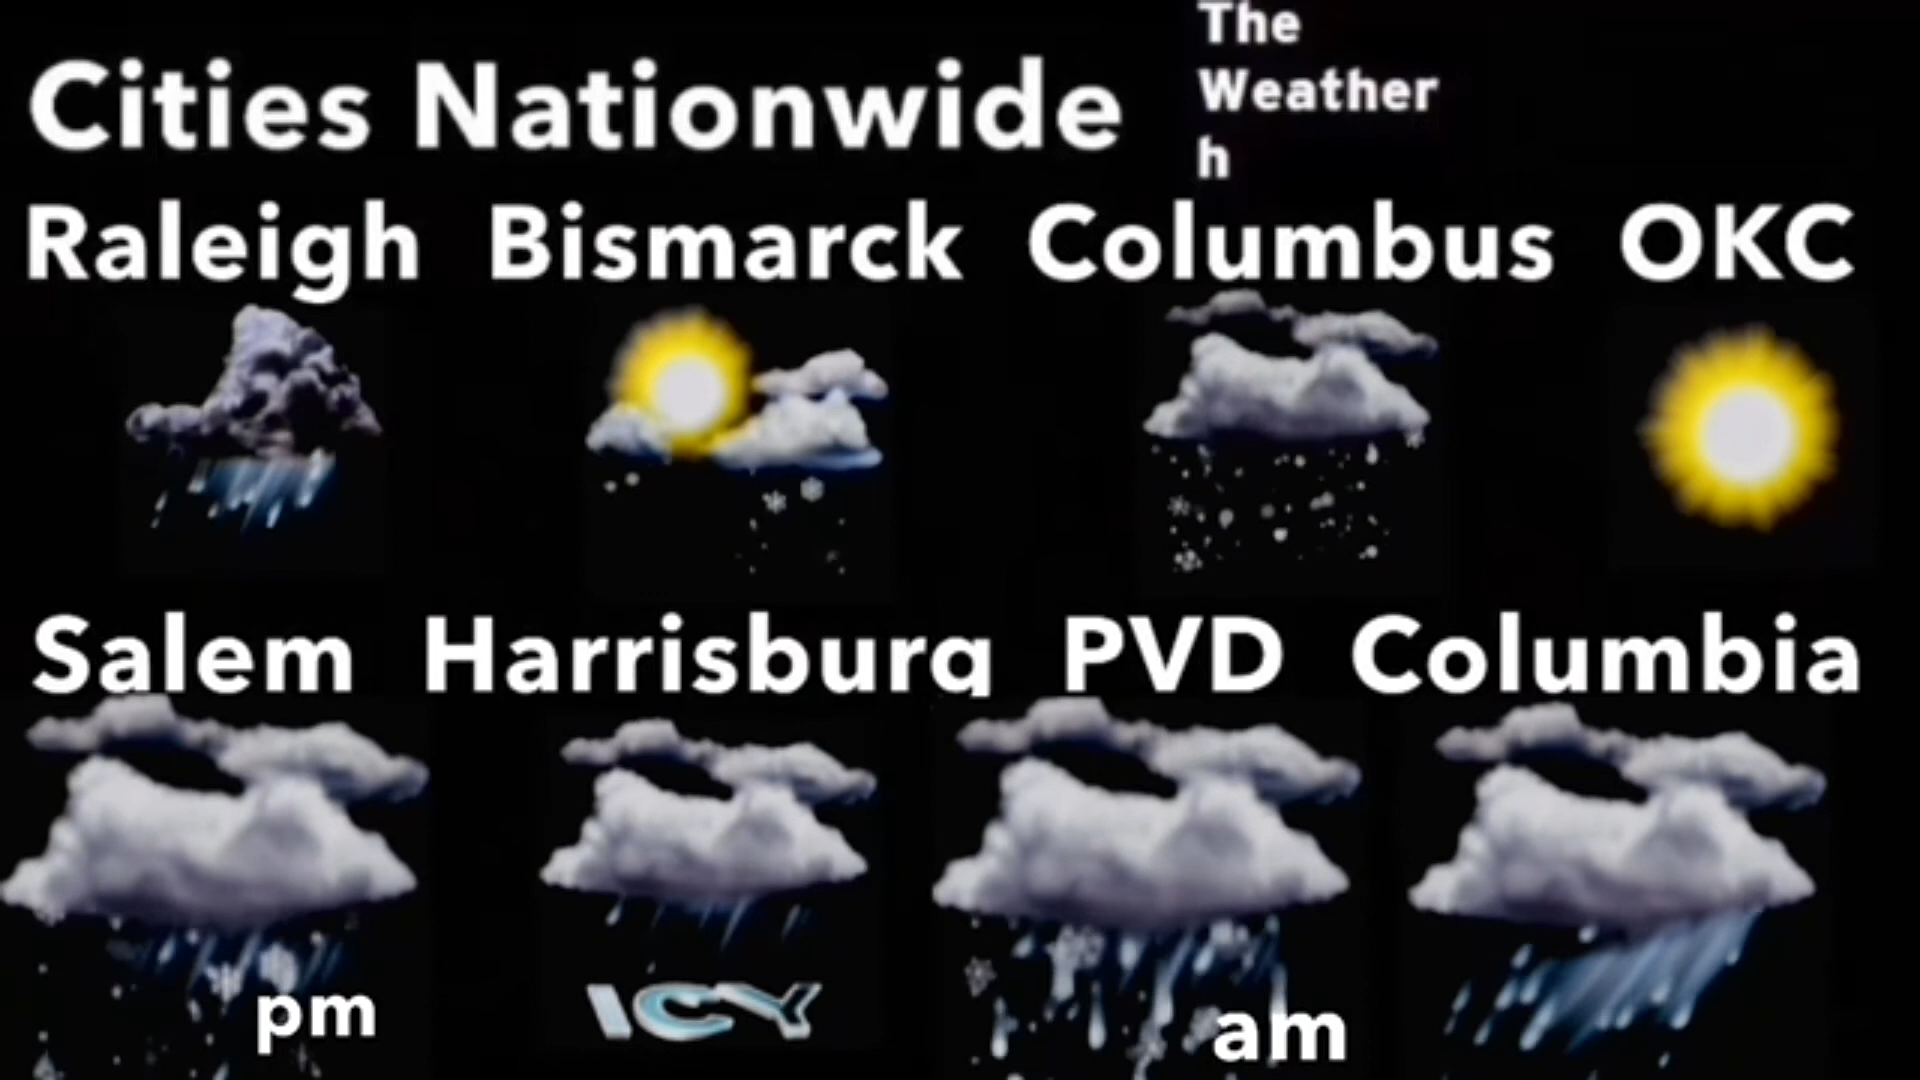 The
Weather
h
Cities Nationwide
Raleigh Bismarck Columbus OKC
Salem Harrisburg PVD Columbia
pm
ICY
am